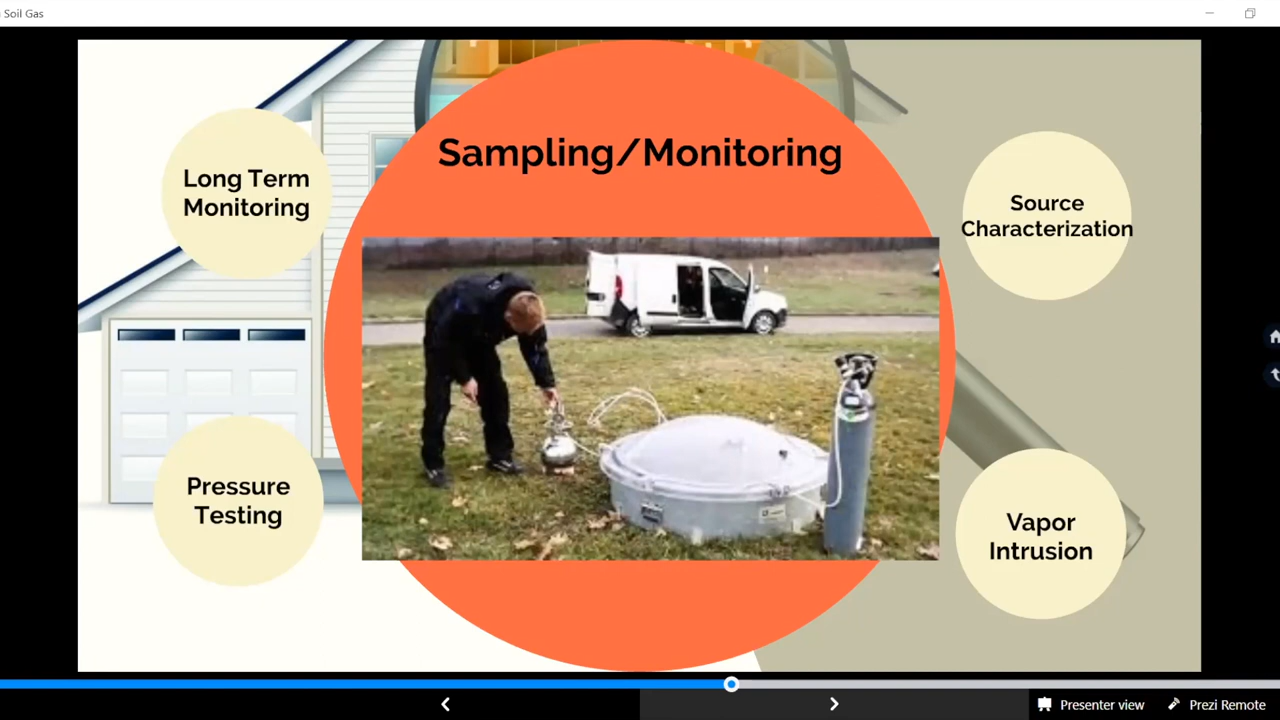 Soil Gas
Sampling/Monitoring
Long Term
Monitoring
Source
Characterization
Pressure
Testing
Vapor
Intrusion
Presenter view
Prezi Remote